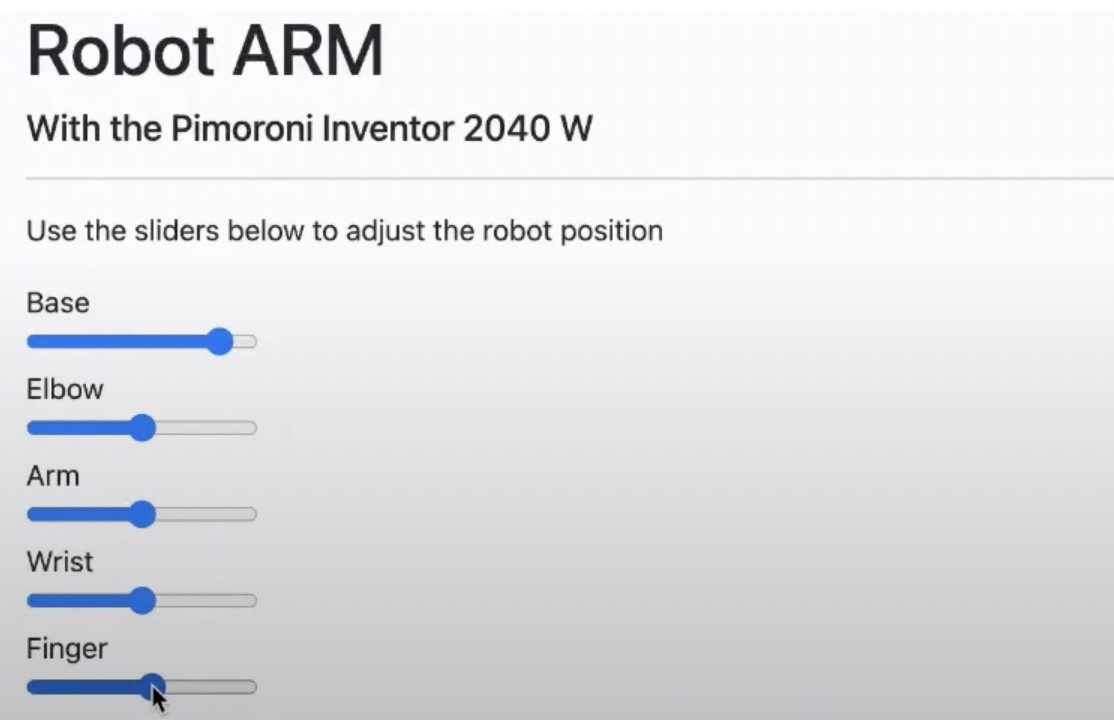 Robot ARM
With the Pimoroni Inventor 2040 W
Use the sliders below to adjust the robot position
Base
Elbow
Arm
Wrist
Finger